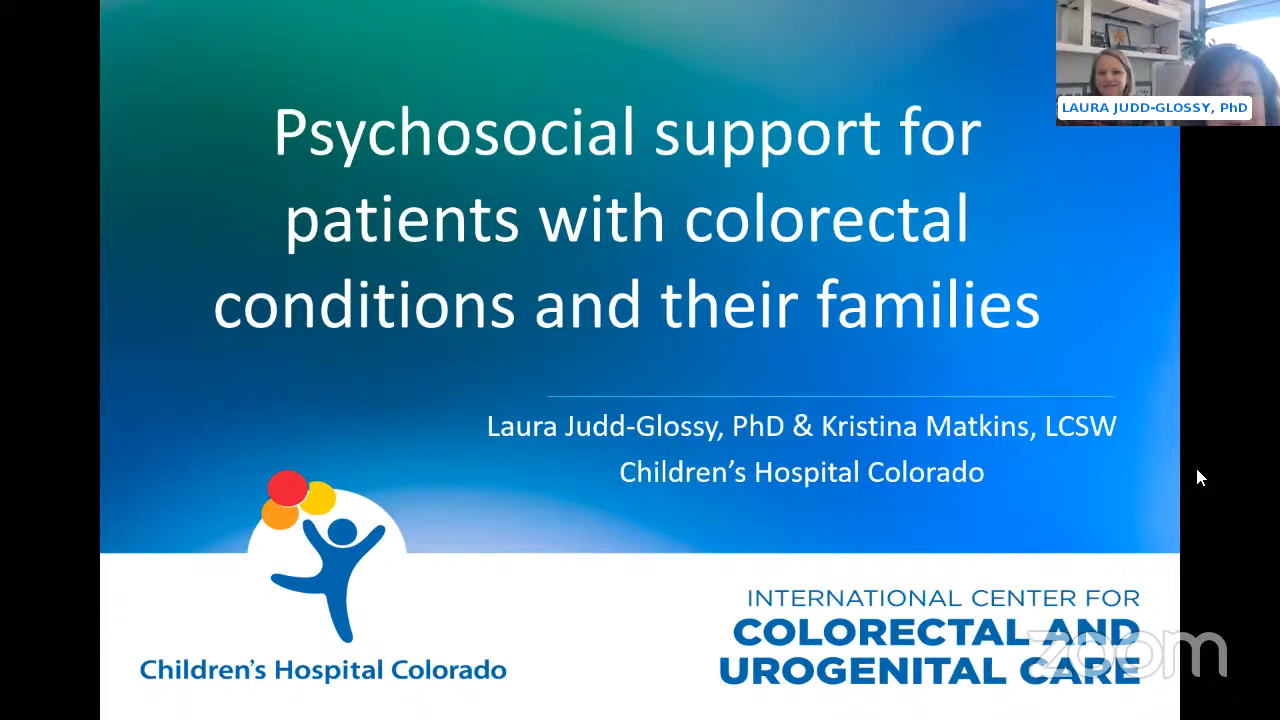 LAURA JUDD-GLOSSY, PhD
Psychosocial support for
patients with colorectal
conditions and their families
Laura Judd-Glossy, PhD & Kristina Matkins, LCSW
Children’s Hospital Colorado
Children’s Hospital Colorado
INTERNATIONAL CENTER FOR
COLORECTAL AND
UROGENITAL CARE
zoom